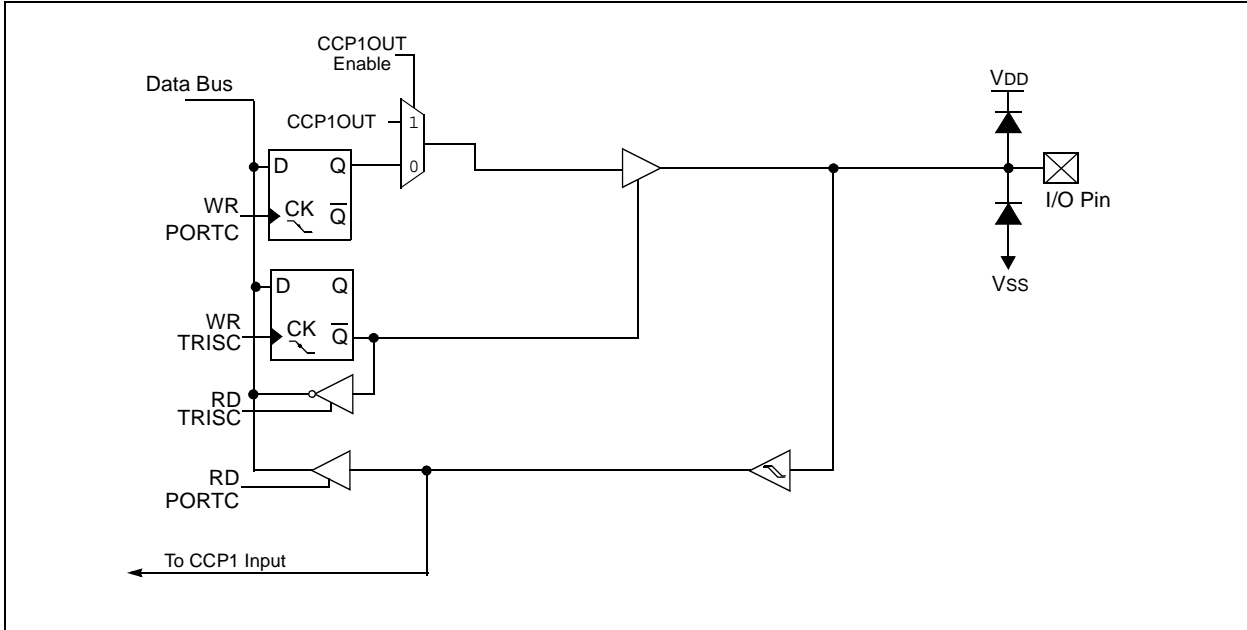 CCP1OUT
Enable
Data Bus
VDD
CCP1OUT
1
0
D Q
CK Q̅
WR
PORTC
I/O Pin
VSS
D Q
CK Q̅
WR
TRISC
RD
TRISC
RD
PORTC
To CCP1 Input